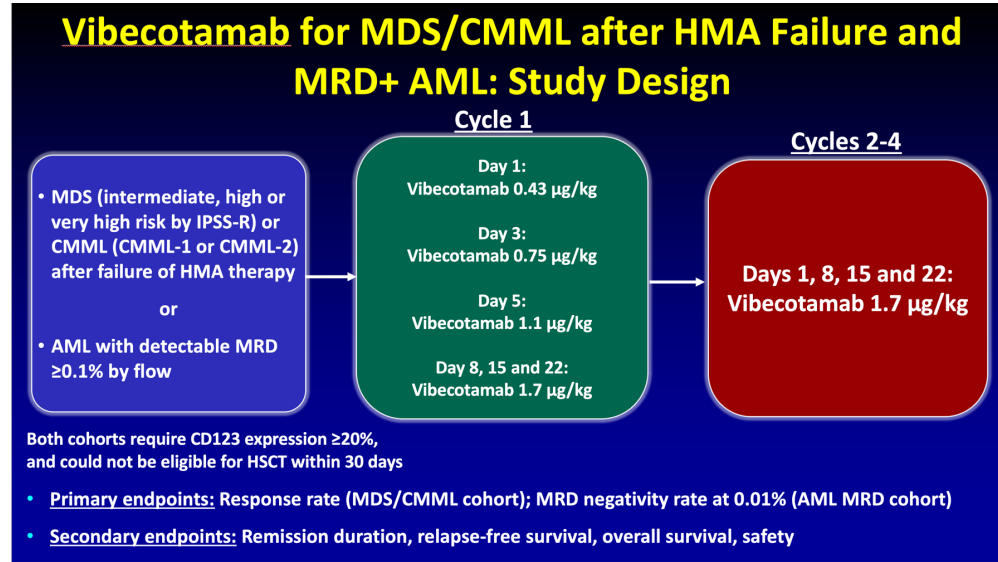 Vibecotamab for MDS/CMML after HMA Failure and
MRD+ AML: Study Design
Cycle 1
Cycles 2-4
• MDS (intermediate, high or
very high risk by IPSS-R) or
CMML (CMML-1 or CMML-2)
after failure of HMA therapy
or
• AML with detectable MRD
≥0.1% by flow
Day 1:
Vibecotamab 0.43 µg/kg
Day 3:
Vibecotamab 0.75 µg/kg
Day 5:
Vibecotamab 1.1 µg/kg
Day 8, 15 and 22:
Vibecotamab 1.7 µg/kg
Days 1, 8, 15 and 22:
Vibecotamab 1.7 µg/kg
Both cohorts require CD123 expression ≥20%,
and could not be eligible for HSCT within 30 days
• Primary endpoints: Response rate (MDS/CMML cohort); MRD negativity rate at 0.01% (AML MRD cohort)
• Secondary endpoints: Remission duration, relapse-free survival, overall survival, safety